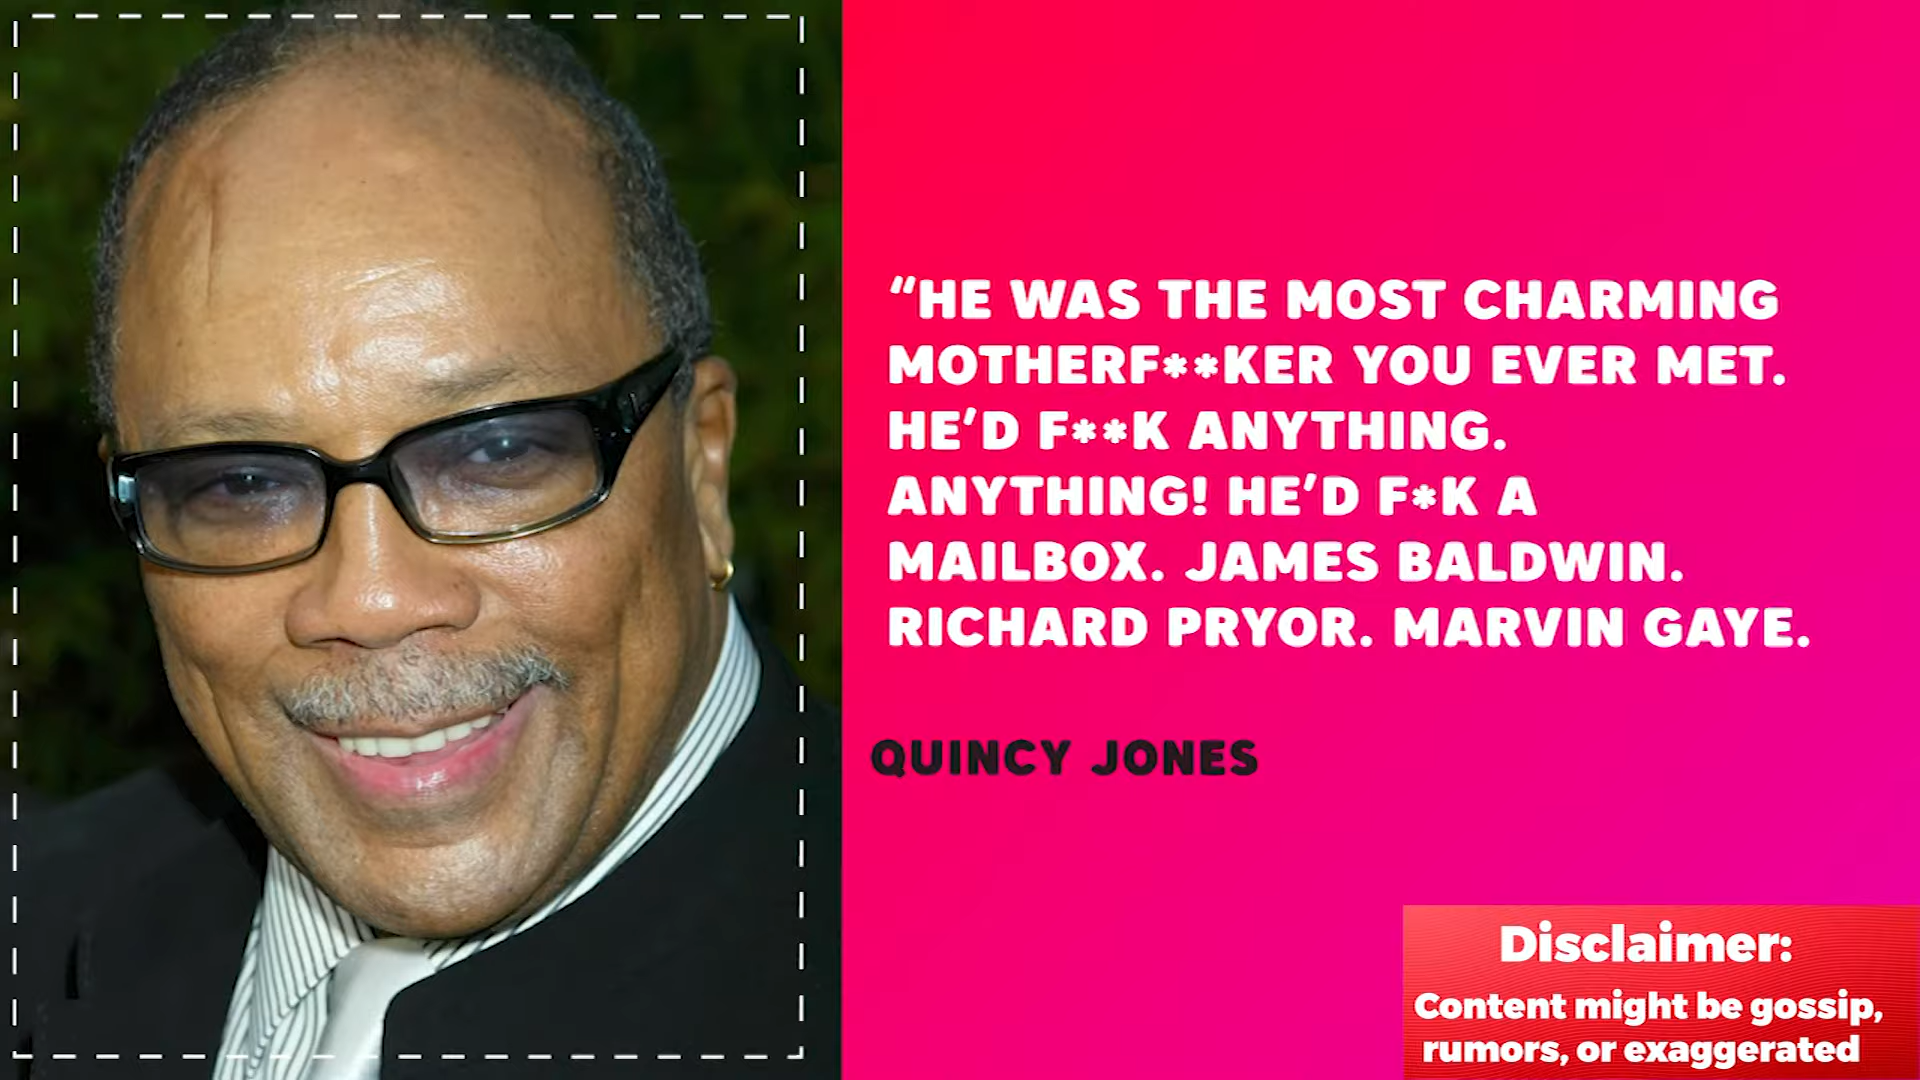 “HE WAS THE MOST CHARMING
MOTHERF**KER YOU EVER MET.
HE’D F**K ANYTHING.
ANYTHING! HE’D F*K A
MAILBOX. JAMES BALDWIN.
RICHARD PRYOR. MARVIN GAYE.
QUINCY JONES
Disclaimer:
Content might be gossip,
rumors, or exaggerated